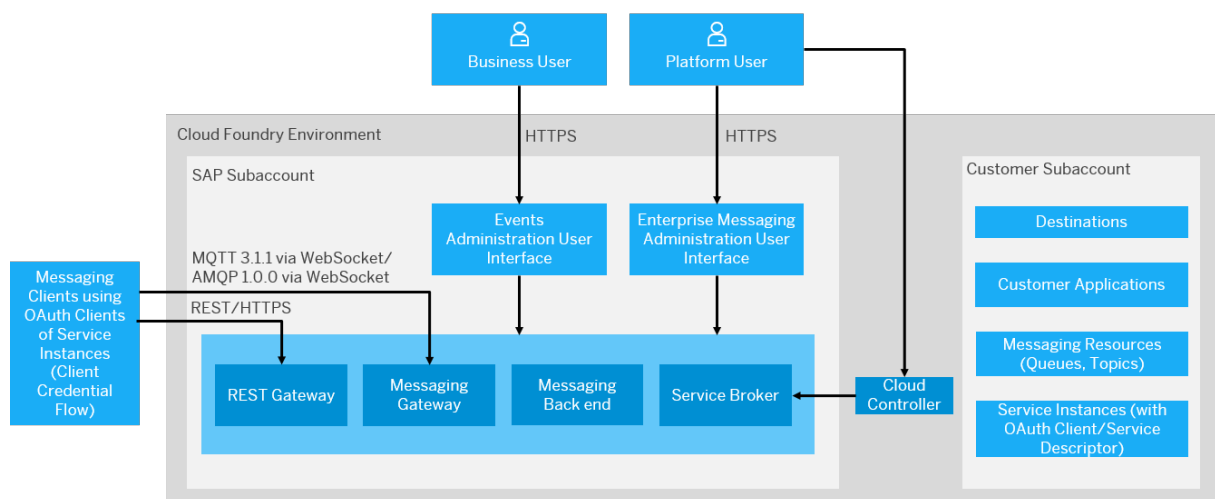 Business User
Platform User
Cloud Foundry Environment
HTTPS
HTTPS
SAP Subaccount
Customer Subaccount
Events
Administration User
Interface
Enterprise Messaging
Administration User
Interface
Destinations
MQTT 3.1.1 via WebSocket/
AMQP 1.0.0 via WebSocket
REST/HTTPS
Messaging
Clients using
OAuth Clients
of Service
Instances
(Client
Credential
Flow)
Customer Applications
Messaging Resources
(Queues, Topics)
REST Gateway
Messaging
Gateway
Messaging
Back end
Service Broker
Cloud
Controller
Service Instances (with
OAuth Client/Service
Descriptor)